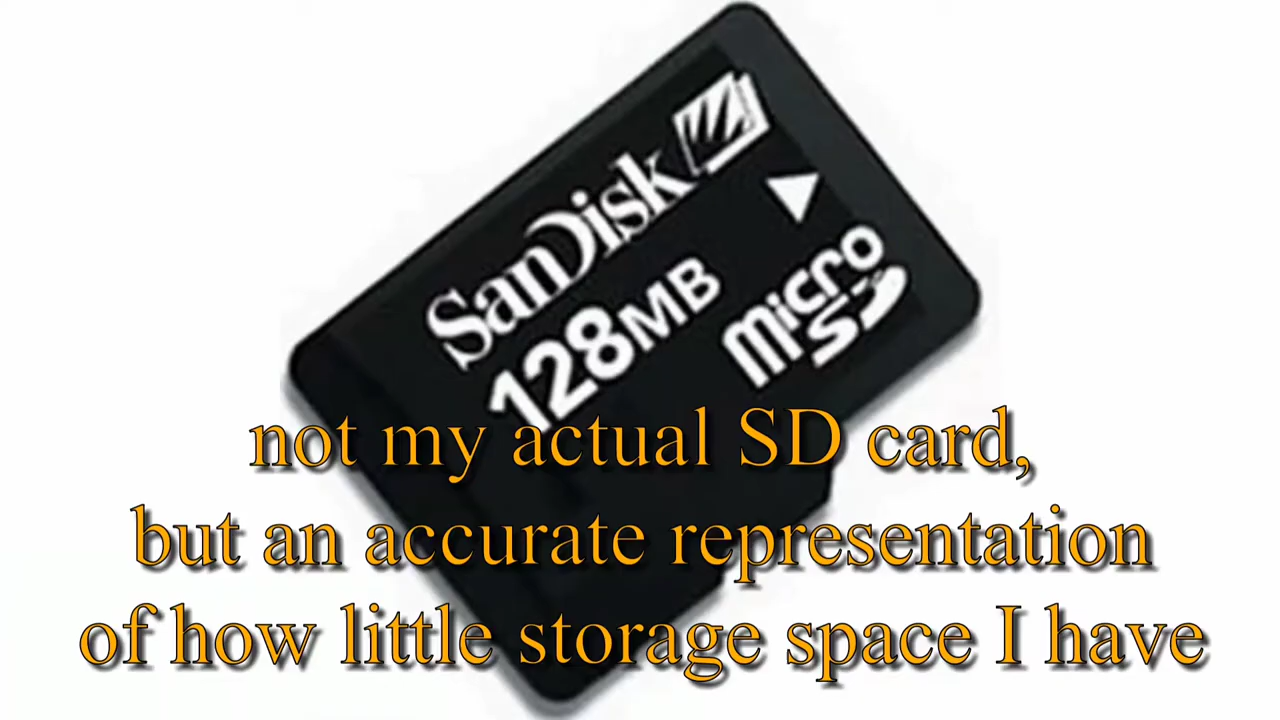 SanDisk
128MB
micro
SD
not my actual SD card,
but an accurate representation
of how little storage space I have